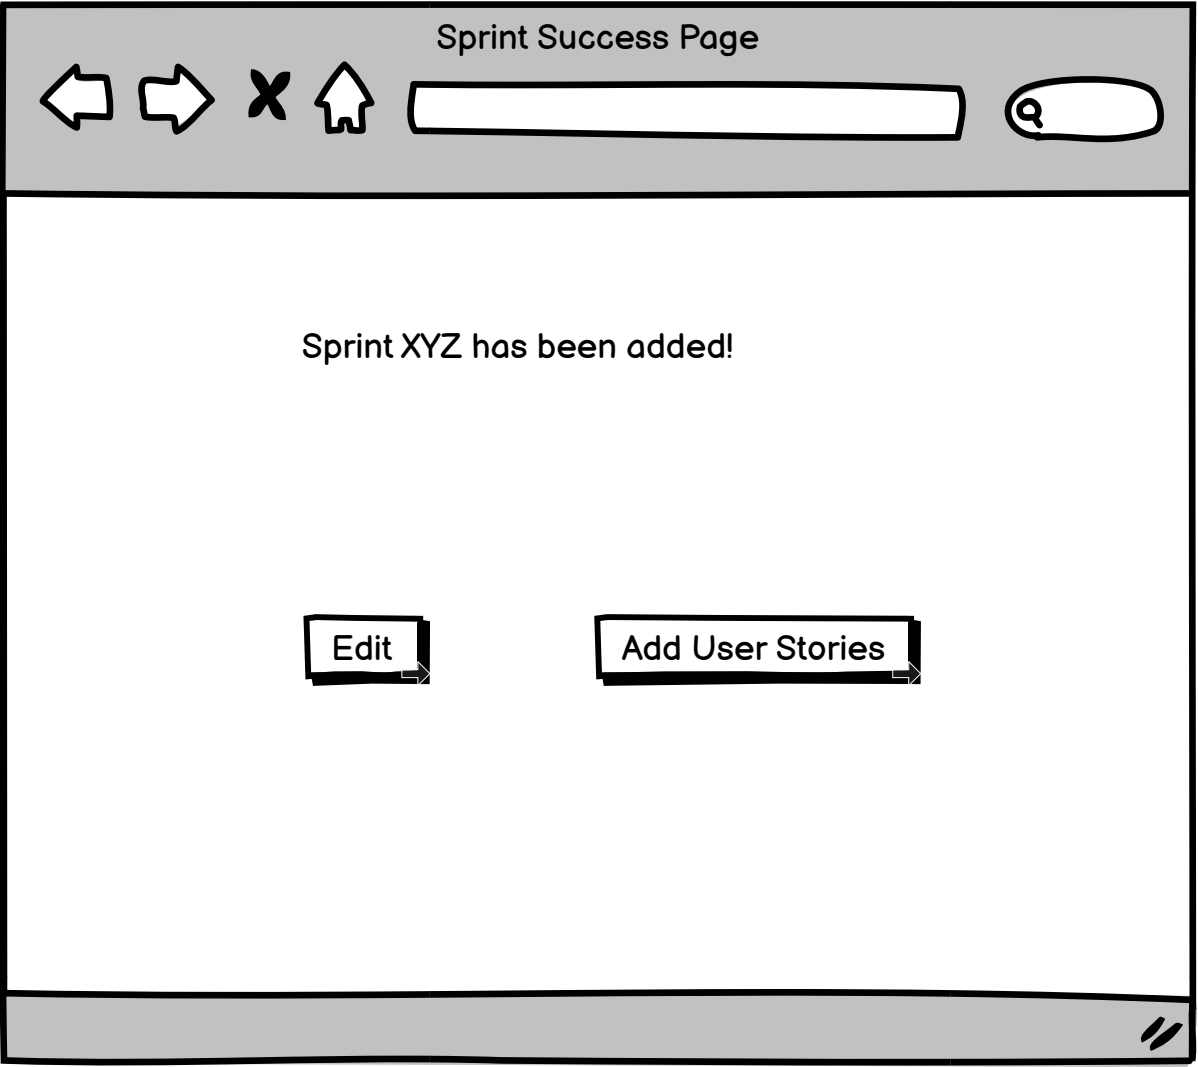 Sprint Success Page
Sprint XYZ has been added!
Edit
Add User Stories